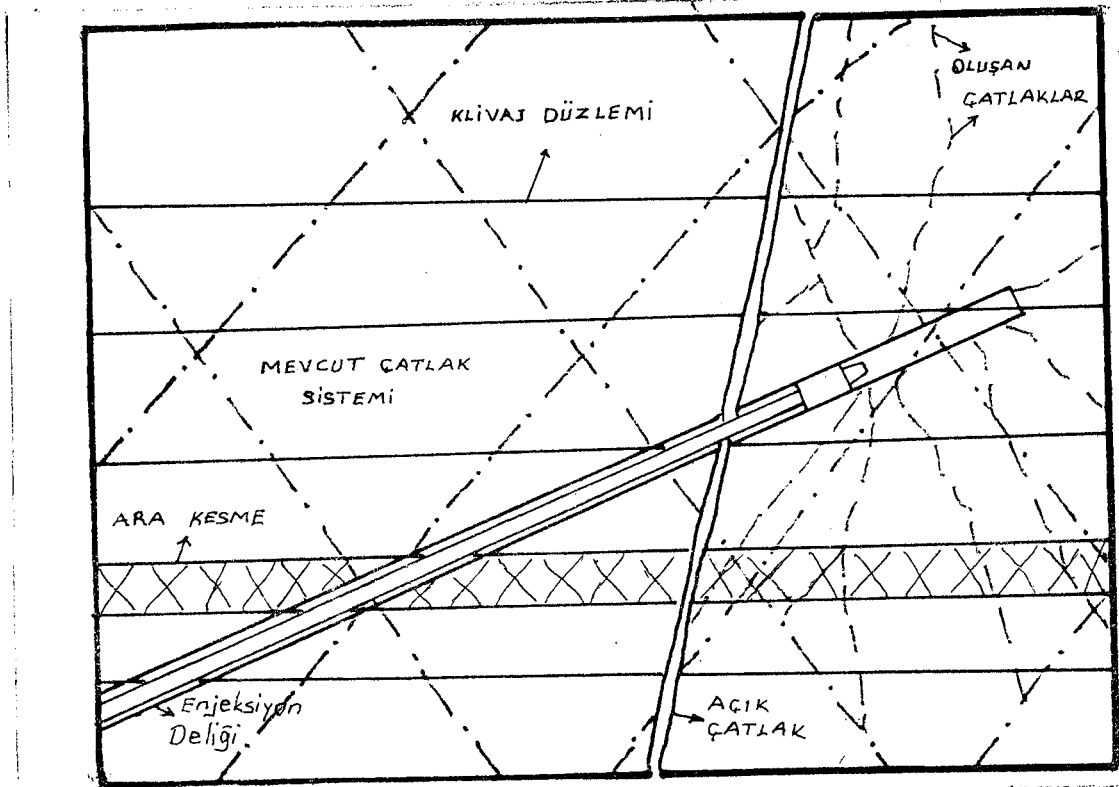 OLUŞAN
ÇATLAKLAR
KLİVAJ DÜZLEMİ
MEVCUT ÇATLAK
SİSTEMİ
ARA KESME
Enjeksiyon
Deliği
AÇIK
ÇATLAK